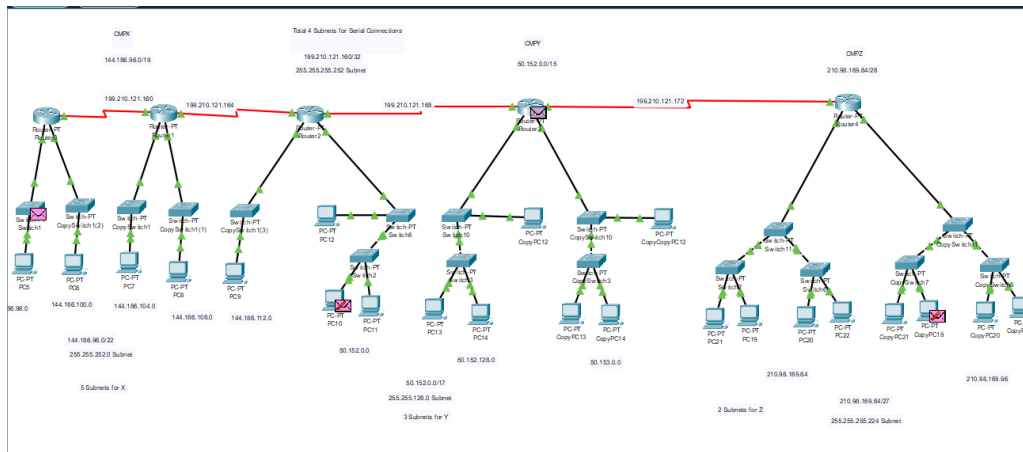 CMPX
144.186.96.0/19
Total 4 Subnets for Serial Connections
199.210.121.160/32
255.255.255.252 Subnet
CMPY
50.152.0.0/15
CMPZ
210.98.169.64/26
199.210.121.160
199.210.121.164
199.210.121.168
199.210.121.172
Router-PT
Router-PT
Router1
Router-PT
Router2
Router-PT
Router4
Switch1
Switch-PT
CopySwitch1(2)
Switch-PT
CopySwitch1
Switch-PT
CopySwitch1(1)
Switch-PT
CopySwitch1(3)
PC-PT
PC12
Switch-PT
Switch8
Switch-PT
Switch10
PC-PT
CopyPC12
Switch-PT
CopySwitch10
PC-PT
CopyCopyPC12
Switch-PT
Switch11
Switch-PT
PC-PT
PC5
PC-PT
PC6
PC-PT
PC7
PC-PT
PC8
PC-PT
PC9
Switch-PT
Switch2
Switch-PT
Switch-PT
CopySwitch3
Switch-PT
Switch-PT
Switch-PT
CopySwitch7
Switch-PT
PC-PT
PC10
PC-PT
PC11
PC-PT
PC13
PC-PT
PC14
PC-PT
CopyPC13
PC-PT
CopyPC14
PC-PT
PC21
PC-PT
PC19
PC-PT
PC20
PC-PT
PC22
PC-PT
CopyPC21
PC-PT
CopyPC19
PC-PT
CopyPC20
144.186.100.0
144.186.104.0
144.186.108.0
144.186.112.0
144.186.96.0/22
255.255.252.0 Subnet
5 Subnets for X
50.152.0.0
50.152.128.0
50.153.0.0
50.152.0.0/17
255.255.128.0 Subnet
3 Subnets for Y
210.98.169.64
210.98.169.96
2 Subnets for Z
210.98.169.64/27
255.255.255.224 Subnet